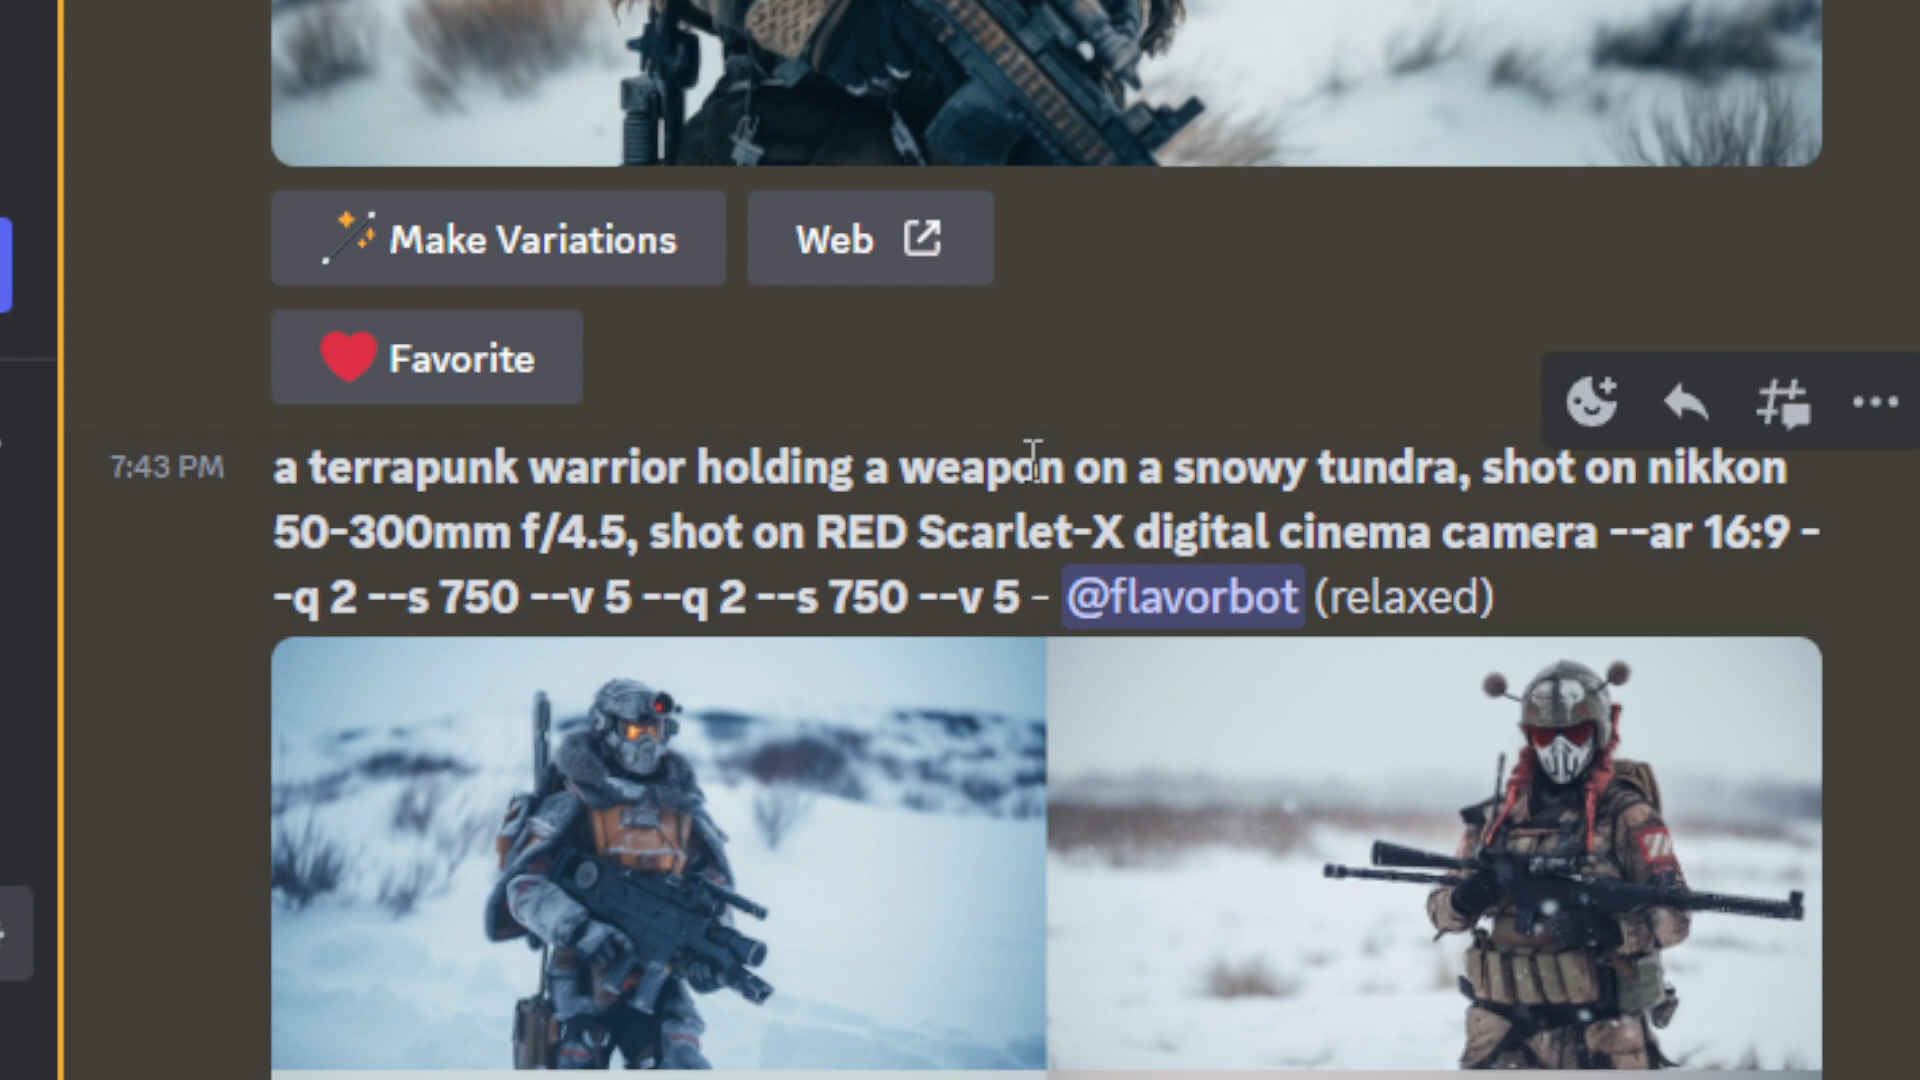 Make Variations
Web
Favorite
7:43 PM
a terrapunk warrior holding a weapon on a snowy tundra, shot on nikkon
50-300mm f/4.5, shot on RED Scarlet-X digital cinema camera --ar 16:9 -
-q 2 --s 750 --v 5 --q 2 --s 750 --v 5 - @flavorbot (relaxed)